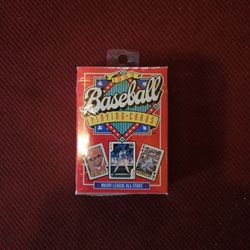 Baseball
PLAYING • CARDS
MAJOR LEAGUE ALL-STARS